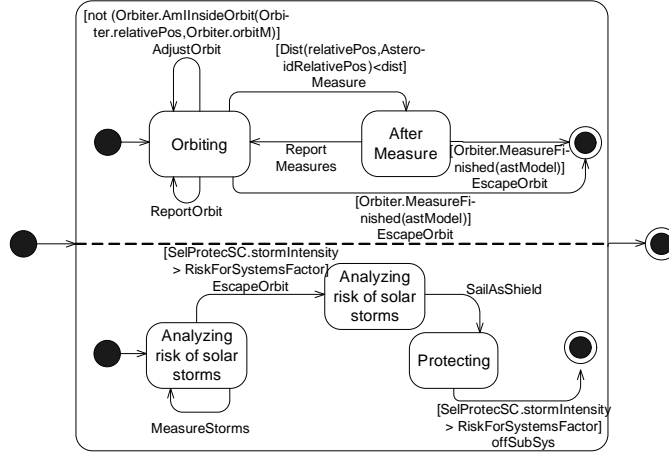 [not (Orbiter.AmIInsideOrbit(Orbi-
ter.relativePos,Orbiter.orbitM)]
AdjustOrbit
[Dist(relativePos,Astero-
idRelativePos)<dist]
Measure
Orbiting
After
Measure
Report
Measures
[Orbiter.MeasureFi-
nished(astModel)]
EscapeOrbit
ReportOrbit
[Orbiter.MeasureFi-
nished(astModel)]
EscapeOrbit
[SelProtecSC.stormIntensity
> RiskForSystemsFactor]
EscapeOrbit
Analyzing
risk of solar
storms
SailAsShield
Analyzing
risk of solar
storms
Protecting
MeasureStorms
[SelProtecSC.stormIntensity
> RiskForSystemsFactor]
offSubSys